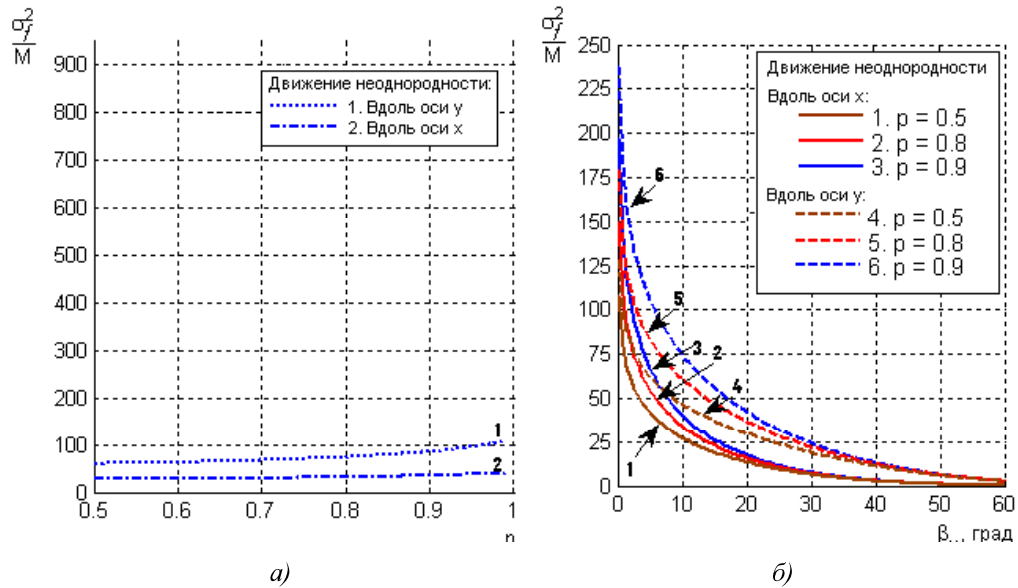 σ²f
M
900
800
700
600
500
400
300
200
100
0
Движение неоднородности:
1. Вдоль оси у
2. Вдоль оси х
1
2
0.5
0.6
0.7
0.8
0.9
1
а)
σ²f
M
250
225
200
175
150
125
100
75
50
25
0
Движение неоднородности
Вдоль оси х:
1. p = 0.5
2. p = 0.8
3. p = 0.9
Вдоль оси у:
4. p = 0.5
5. p = 0.8
6. p = 0.9
6
5
3
2
4
1
0
10
20
30
40
50
60
β.., град
б)